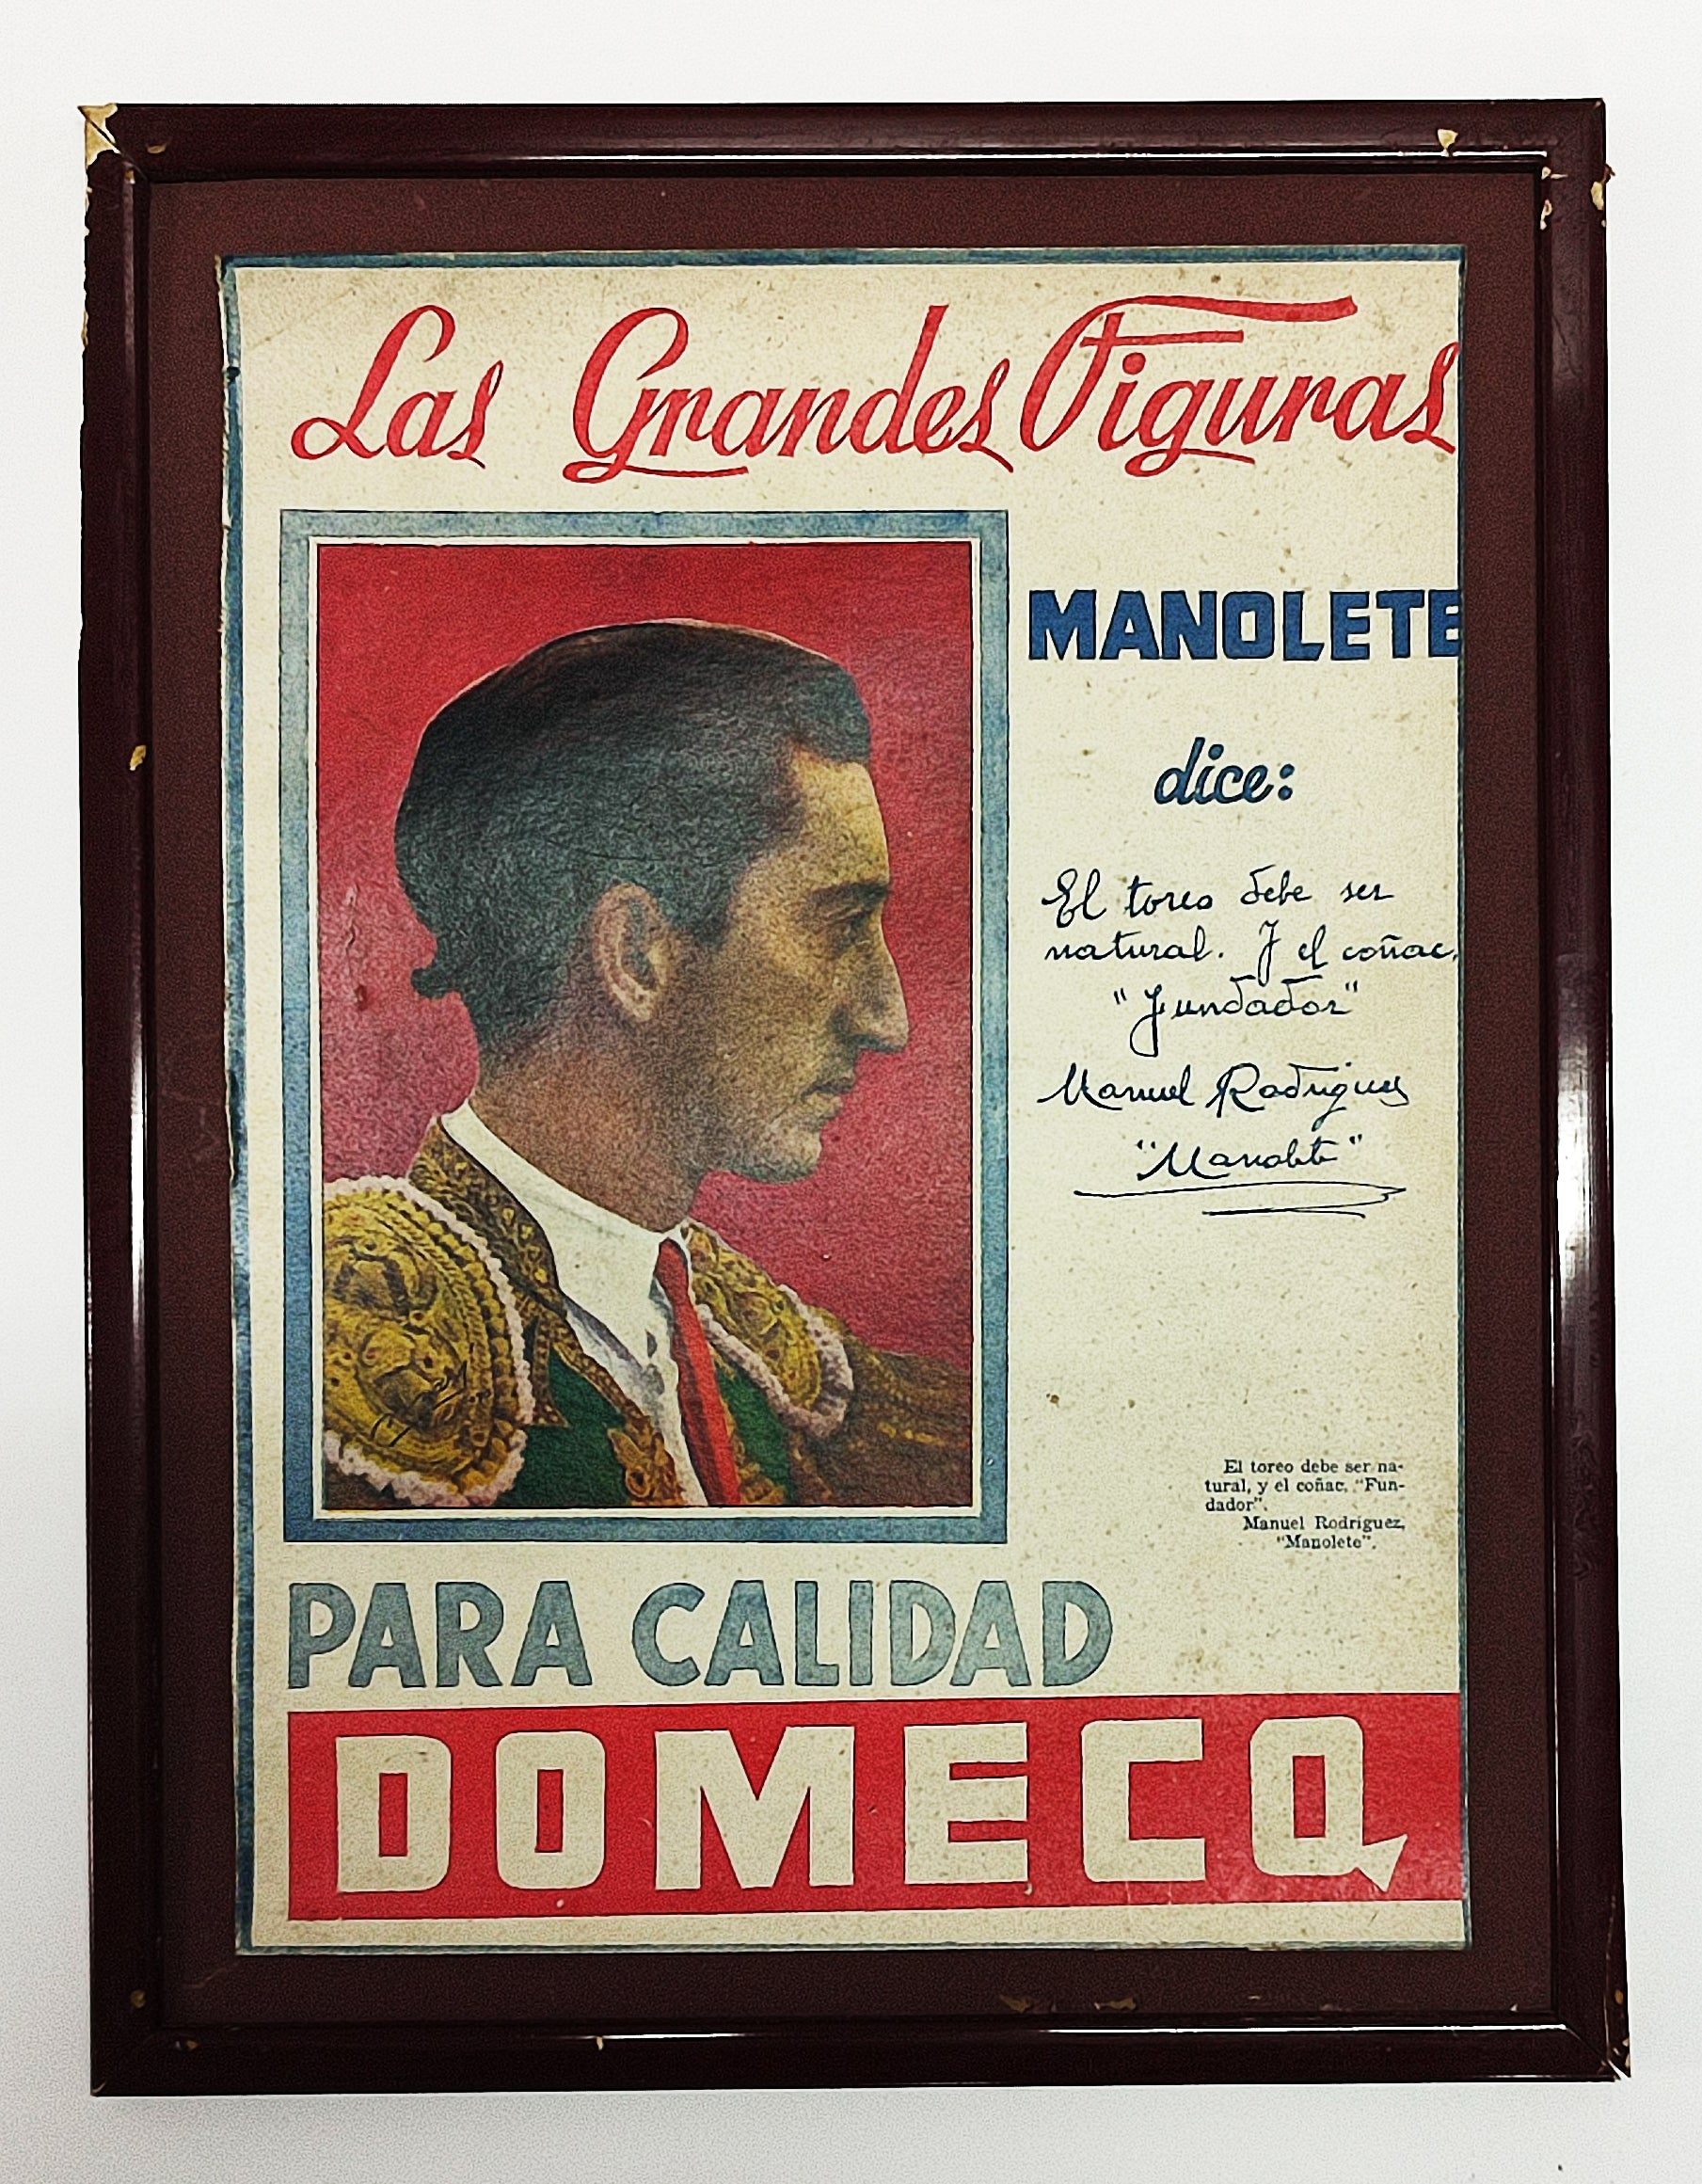 Las Grandes Figuras
MANOLETE
dice:
El toreo debe ser
natural. Y el coñac,
"Fundador"
Manuel Rodriguez
"Manolete"
El toreo debe ser na-
tural, y el coñac, "Fun-
dador".
Manuel Rodríguez,
"Manolete".
PARA CALIDAD
DOMECQ